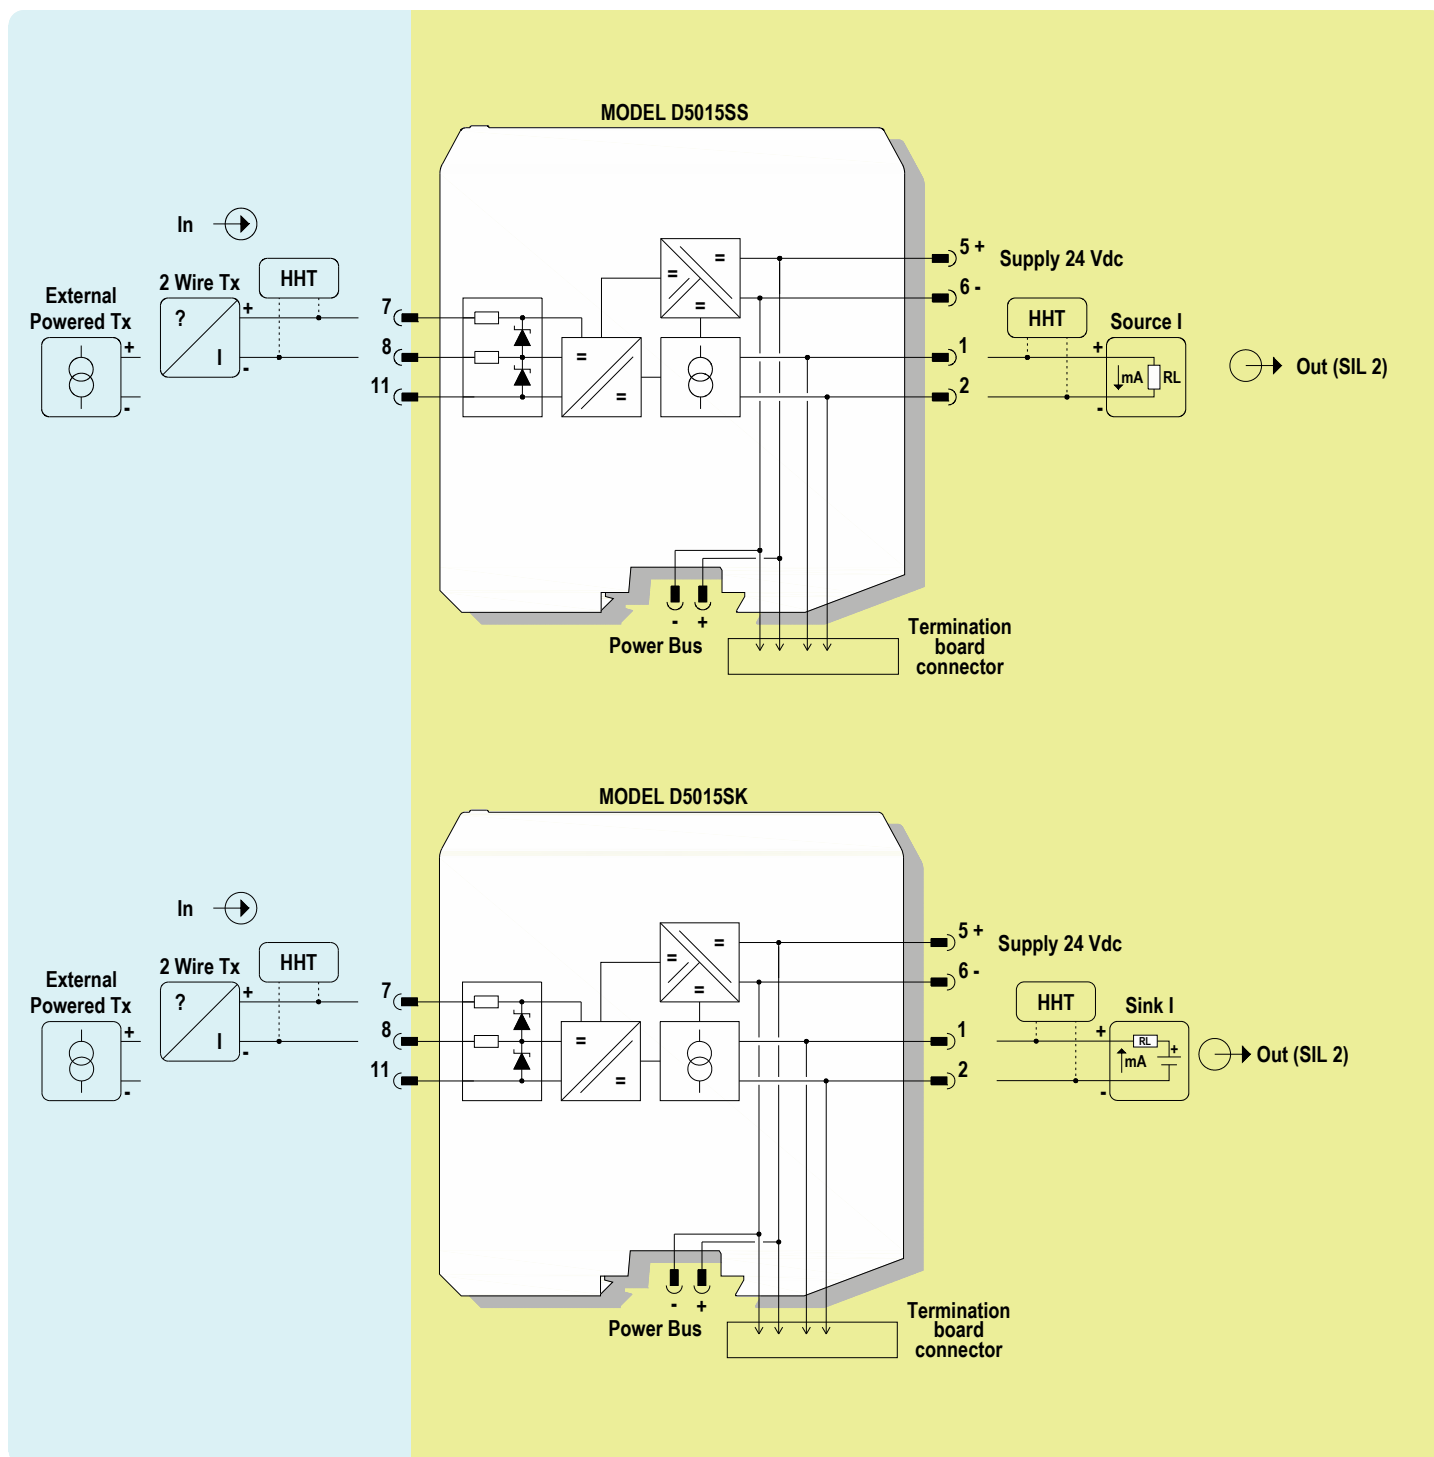 MODEL D5015SS
In
2 Wire Tx
HHT
External
Powered Tx
+
-
?
I
+
-
7
8
11
=
=
=
=
=
5 +
Supply 24 Vdc
6 -
1
2
HHT
Source I
+
mA
RL
-
Out (SIL 2)
- +
Power Bus
Termination
board
connector
MODEL D5015SK
In
2 Wire Tx
HHT
External
Powered Tx
+
-
?
I
+
-
7
8
11
=
=
=
=
=
5 +
Supply 24 Vdc
6 -
1
2
HHT
Sink I
+
RL
+
mA
-
Out (SIL 2)
- +
Power Bus
Termination
board
connector